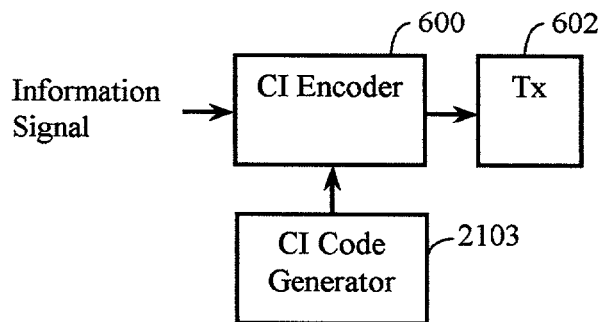 600
602
Information
Signal
CI Encoder
Tx
CI Code
Generator
2103